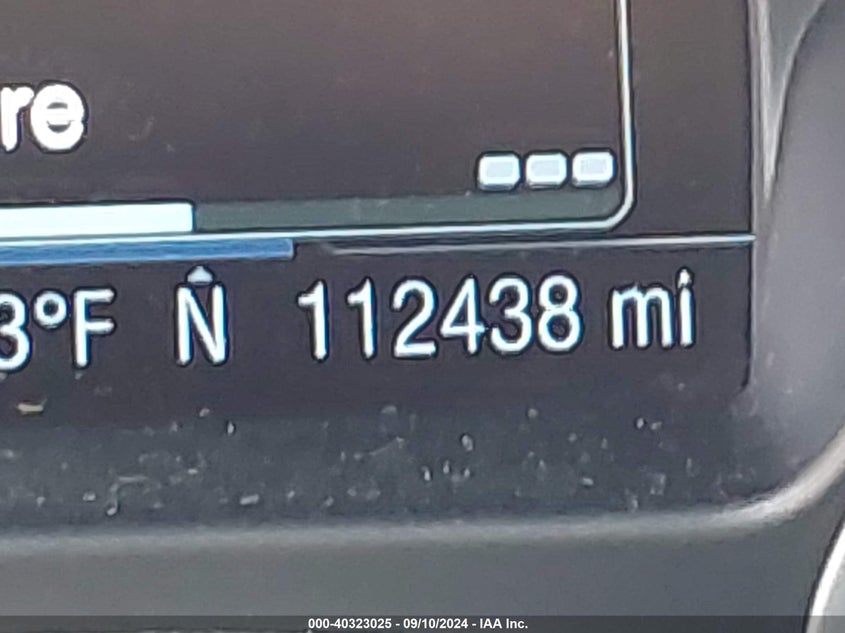 re
3°F N 112438 mi
000-40323025 - 09/10/2024 - IAA Inc.